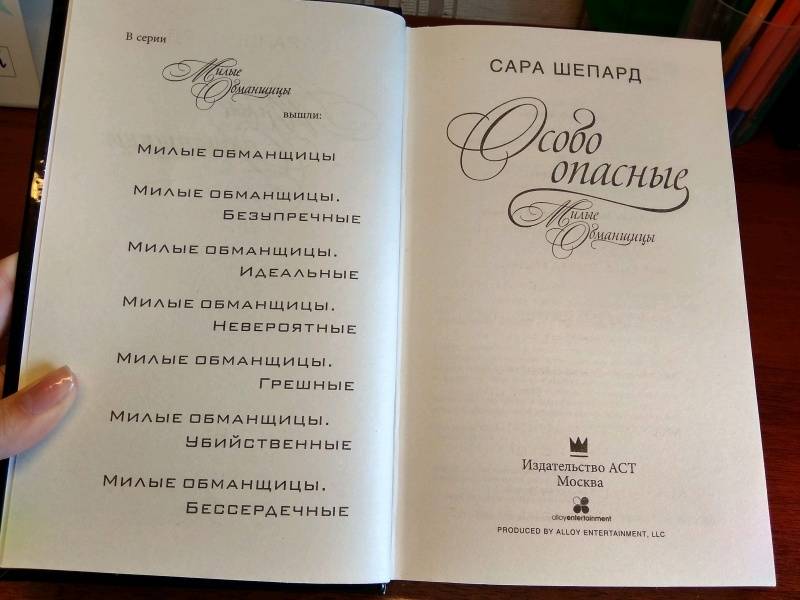 В серии
Милые
Обманщицы
вышли:
Милые обманщицы
Милые обманщицы.
Безупречные
Милые обманщицы.
Идеальные
Милые обманщицы.
Невероятные
Милые обманщицы.
Грешные
Милые обманщицы.
Убийственные
Милые обманщицы.
Бессердечные
САРА ШЕПАРД
Особо
опасные
Милые
Обманщицы
Издательство АСТ
Москва
alloyentertainment
PRODUCED BY ALLOY ENTERTAINMENT, LLC